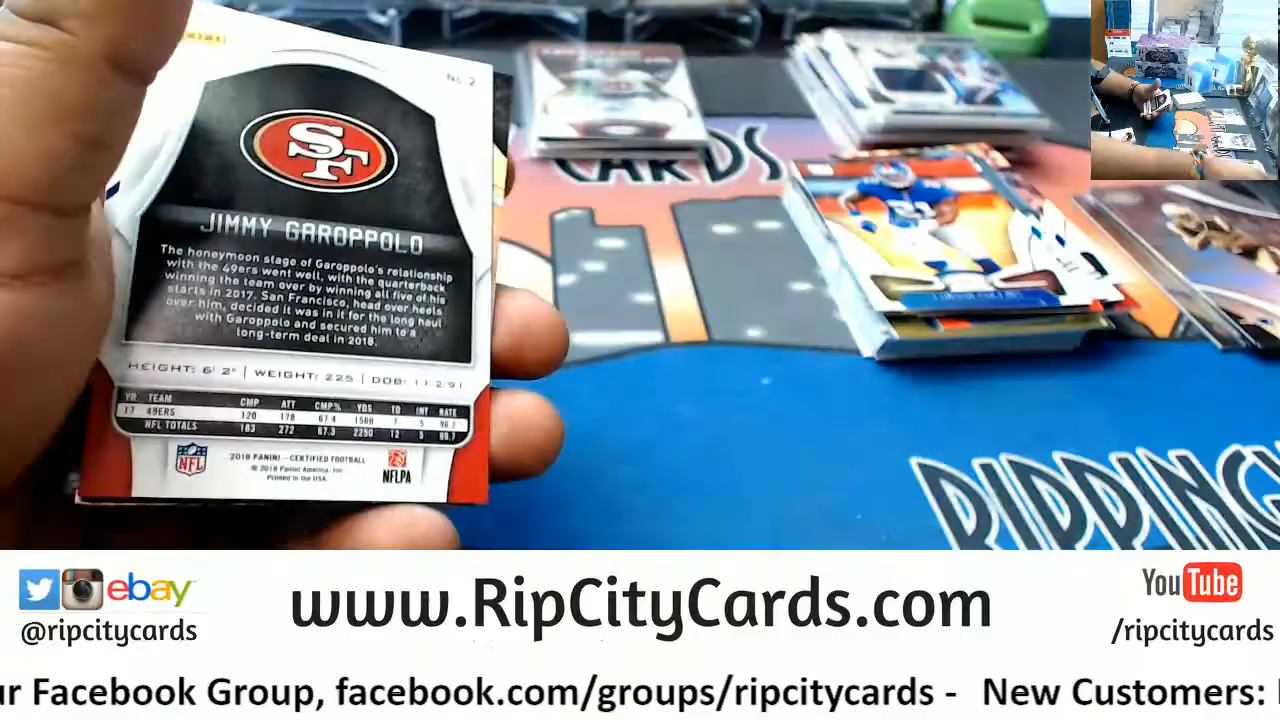 No. 2
SF
JIMMY GAROPPOLO
The honeymoon stage of Garoppolo's relationship
with the 49ers went well, with the quarterback
winning the team over by winning all five of his
starts in 2017. San Francisco, head over heels
over him, decided it was in it for the long haul
with Garoppolo and secured him to a
long-term deal in 2018.
HEIGHT: 6' 2" | WEIGHT: 225 | DOB: 11.2.91
YR. TEAM CMP ATT CMP% YDS TD INT RATE
17 49ERS 120 178 67.4 1560 7 5 96.2
NFL TOTALS 183 272 67.3 2250 12 5 99.7
2018 PANINI - CERTIFIED FOOTBALL
© 2018 Panini America, Inc.
Printed in the USA.
NFL
NFLPA
CARDS
RIPPING
ebay
@ripcitycards
www.RipCityCards.com
YouTube
/ripcitycards
ur Facebook Group, facebook.com/groups/ripcitycards - New Customers: